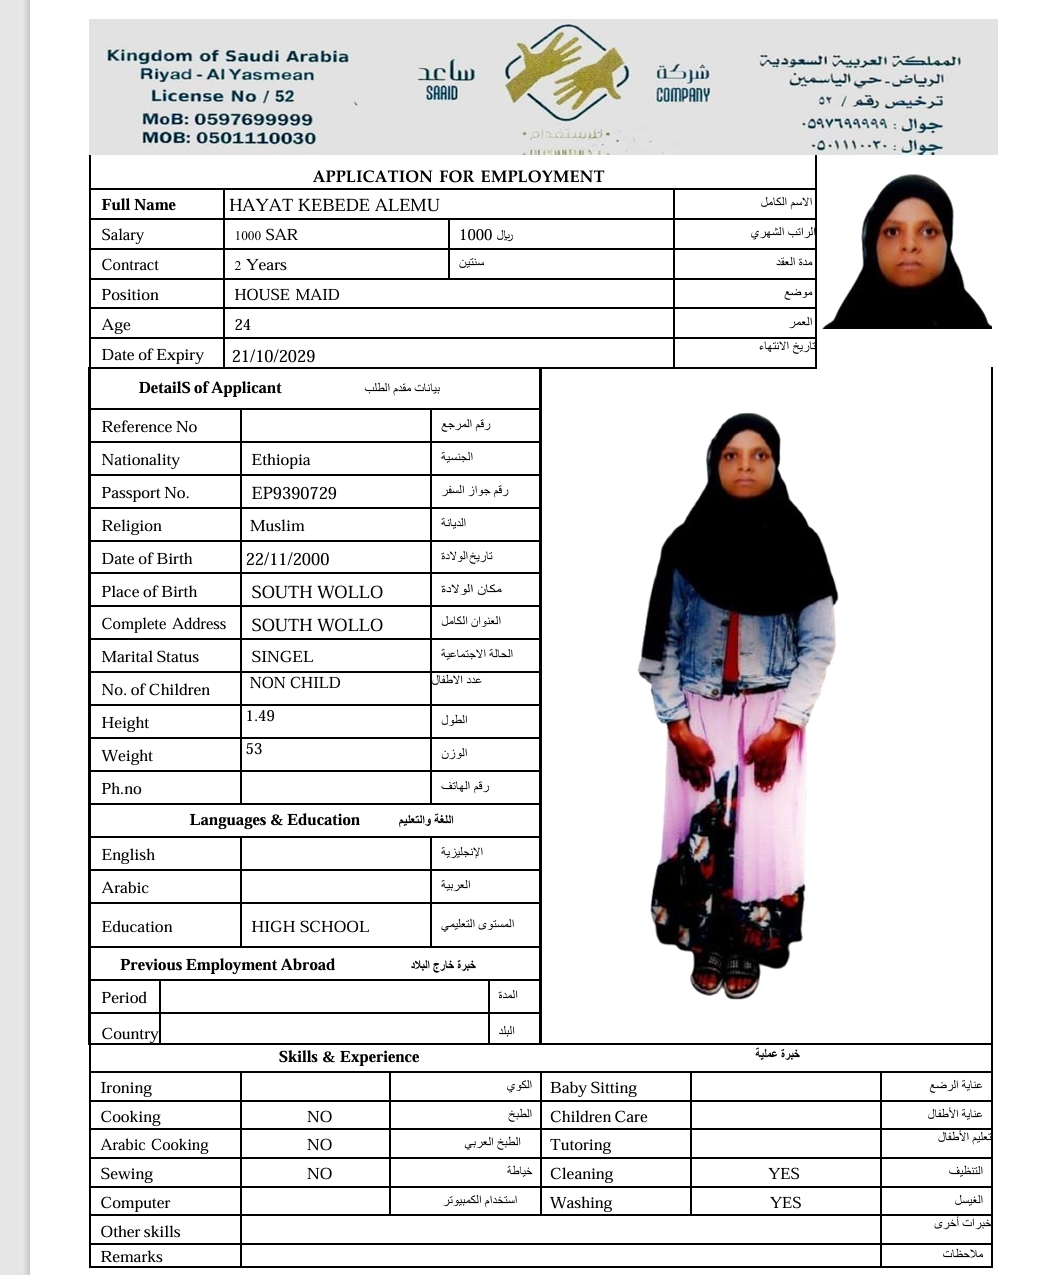 Kingdom of Saudi Arabia
Riyad - Al Yasmean
License No / 52
MoB: 0597699999
MOB: 0501110030
ساعد
SAAID
شركة
COMPANY
للاستقدام
المملكة العربية السعودية
الرياض - حي الياسمين
ترخيص رقم / ٥٢
جوال : ٠٥٩٧٦٩٩٩٩٩
جوال : ٠٥٠١١١٠٠٣٠
APPLICATION FOR EMPLOYMENT
Full Name HAYAT KEBEDE ALEMU الاسم الكامل
Salary 1000 SAR 1000 ريال الراتب الشهري
Contract 2 Years سنتين مدة العقد
Position HOUSE MAID موضع
Age 24 العمر
Date of Expiry 21/10/2029 تاريخ الانتهاء
DetailS of Applicant بيانات مقدم الطلب
Reference No رقم المرجع
Nationality Ethiopia الجنسية
Passport No. EP9390729 رقم جواز السفر
Religion Muslim الديانة
Date of Birth 22/11/2000 تاريخ الولادة
Place of Birth SOUTH WOLLO مكان الولادة
Complete Address SOUTH WOLLO العنوان الكامل
Marital Status SINGEL الحالة الاجتماعية
No. of Children NON CHILD عدد الاطفال
Height 1.49 الطول
Weight 53 الوزن
Ph.no رقم الهاتف
Languages & Education اللغة والتعليم
English الإنجليزية
Arabic العربية
Education HIGH SCHOOL المستوى التعليمي
Previous Employment Abroad خبرة خارج البلاد
Period المدة
Country البلد
Skills & Experience خبرة عملية
Ironing الكوي Baby Sitting عناية الرضع
Cooking NO الطبخ Children Care عناية الأطفال
Arabic Cooking NO الطبخ العربي Tutoring تعليم الأطفال
Sewing NO خياطة Cleaning YES التنظيف
Computer استخدام الكمبيوتر Washing YES الغيسل
Other skills خبرات أخرى
Remarks ملاحظات